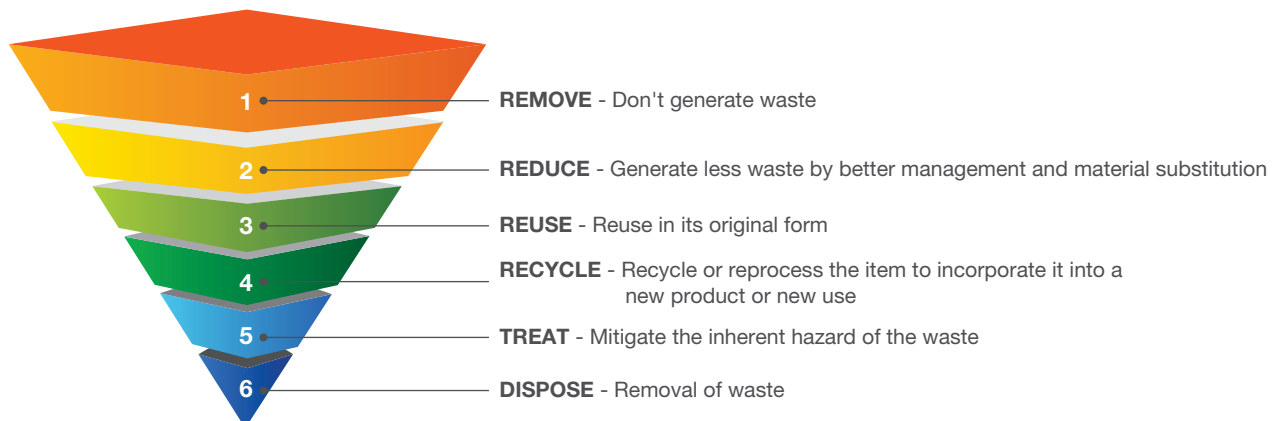 1 REMOVE - Don't generate waste
2 REDUCE - Generate less waste by better management and material substitution
3 REUSE - Reuse in its original form
4 RECYCLE - Recycle or reprocess the item to incorporate it into a
new product or new use
5 TREAT - Mitigate the inherent hazard of the waste
6 DISPOSE - Removal of waste